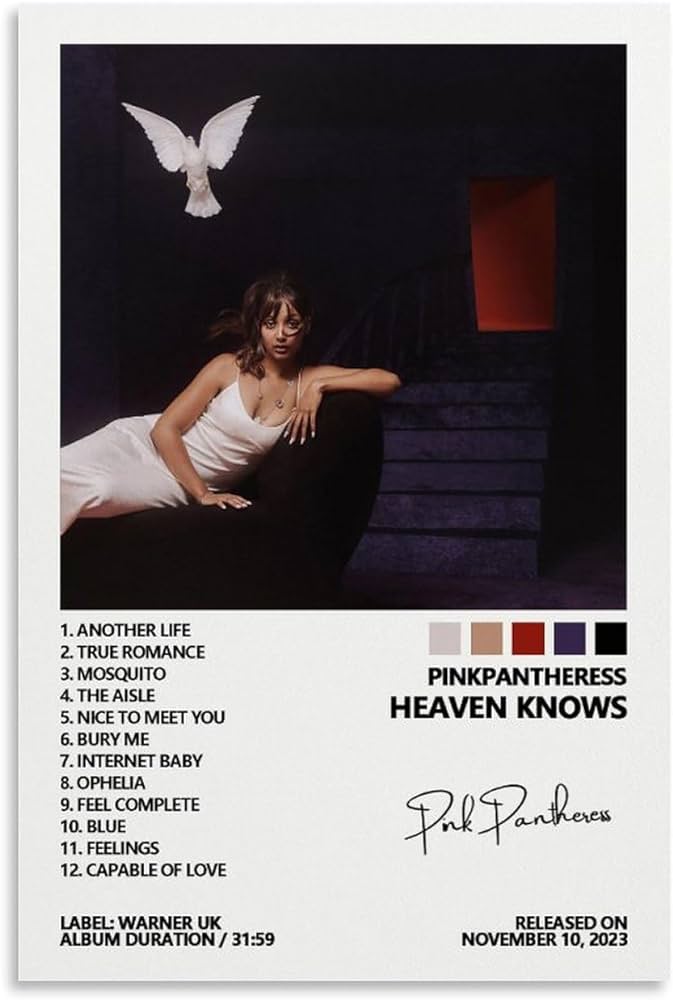 1. ANOTHER LIFE
2. TRUE ROMANCE
3. MOSQUITO
4. THE AISLE
5. NICE TO MEET YOU
6. BURY ME
7. INTERNET BABY
8. OPHELIA
9. FEEL COMPLETE
10. BLUE
11. FEELINGS
12. CAPABLE OF LOVE
PINKPANTHERESS
HEAVEN KNOWS
Pink Pantheress
LABEL: WARNER UK
ALBUM DURATION / 31:59
RELEASED ON
NOVEMBER 10, 2023